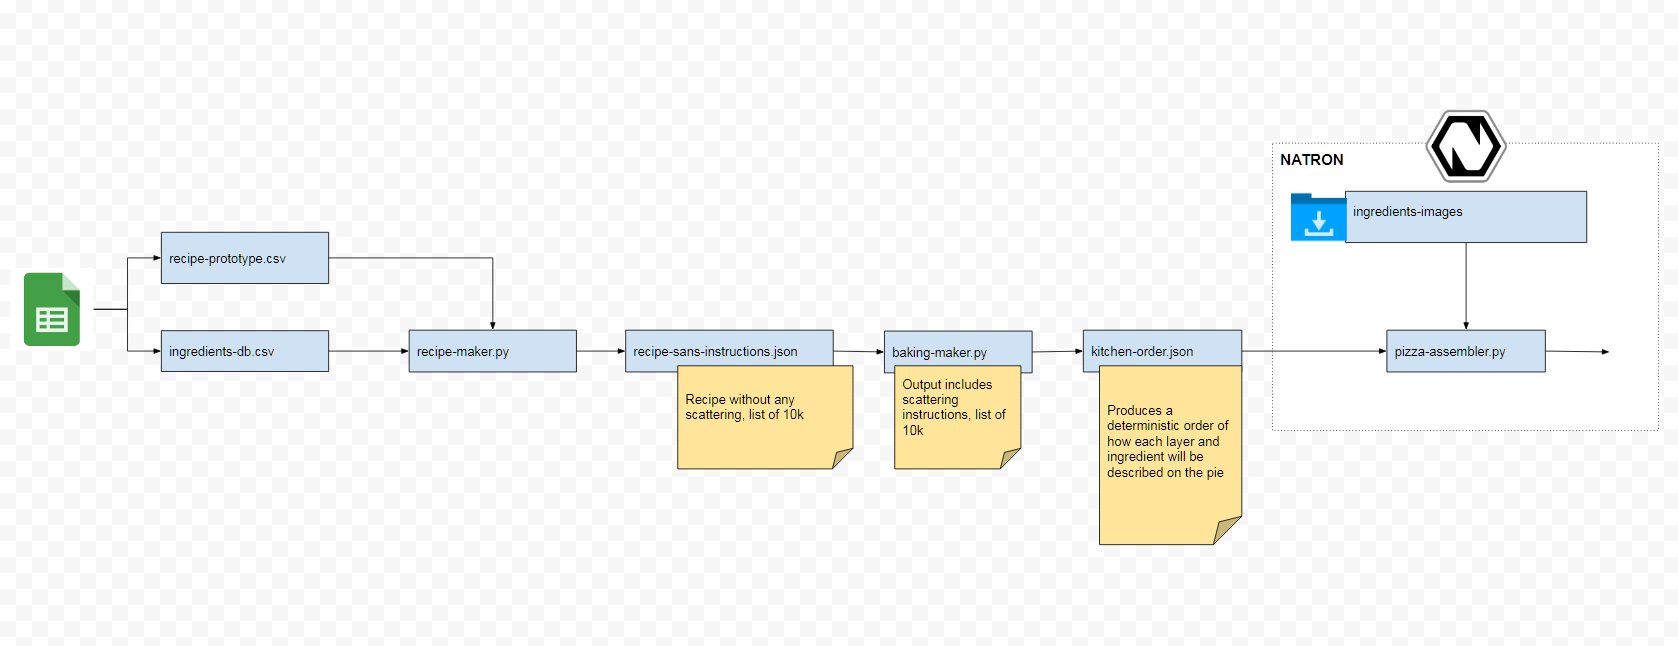 NATRON
ingredients-images
recipe-prototype.csv
ingredients-db.csv
recipe-maker.py
recipe-sans-instructions.json
baking-maker.py
kitchen-order.json
pizza-assembler.py
Recipe without any
scattering, list of 10k
Output includes
scattering
instructions, list of
10k
Produces a
deterministic order of
how each layer and
ingredient will be
described on the pie